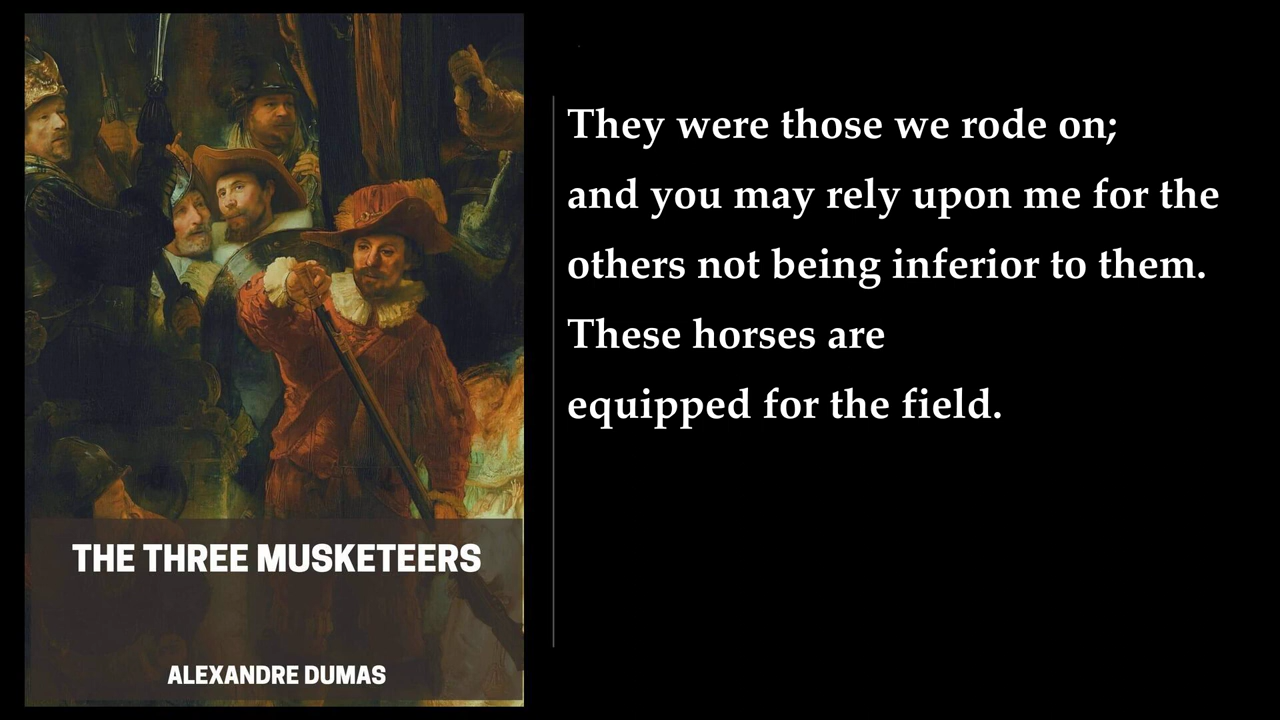 They were those we rode on;
and you may rely upon me for the
others not being inferior to them.
These horses are
equipped for the field.
THE THREE MUSKETEERS
ALEXANDRE DUMAS